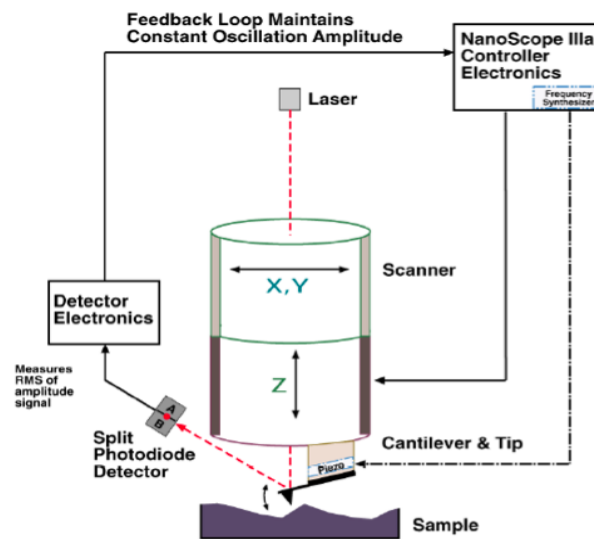 Feedback Loop Maintains
Constant Oscillation Amplitude
NanoScope IIIa
Controller
Electronics
Frequency
Synthesizer
Laser
X,Y
Scanner
Detector
Electronics
Z
Measures
RMS of
amplitude
signal
A
B
Split
Photodiode
Detector
Cantilever & Tip
Piezo
Sample